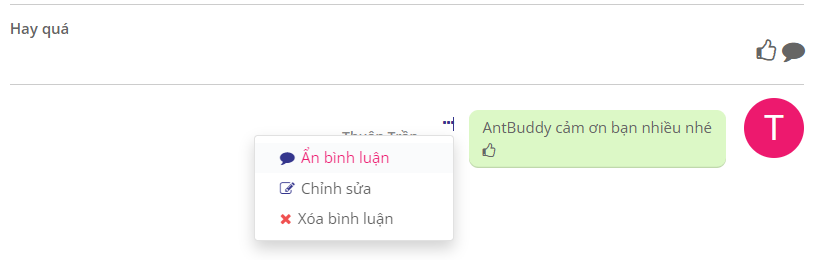 Hay quá
AntBuddy cảm ơn bạn nhiều nhé
T
Thuận Trần
Ẩn bình luận
Chỉnh sửa
Xóa bình luận